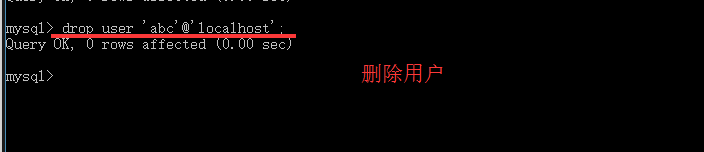 mysql> drop user 'abc'@'localhost';
Query OK, 0 rows affected (0.00 sec)
mysql>
删除用户